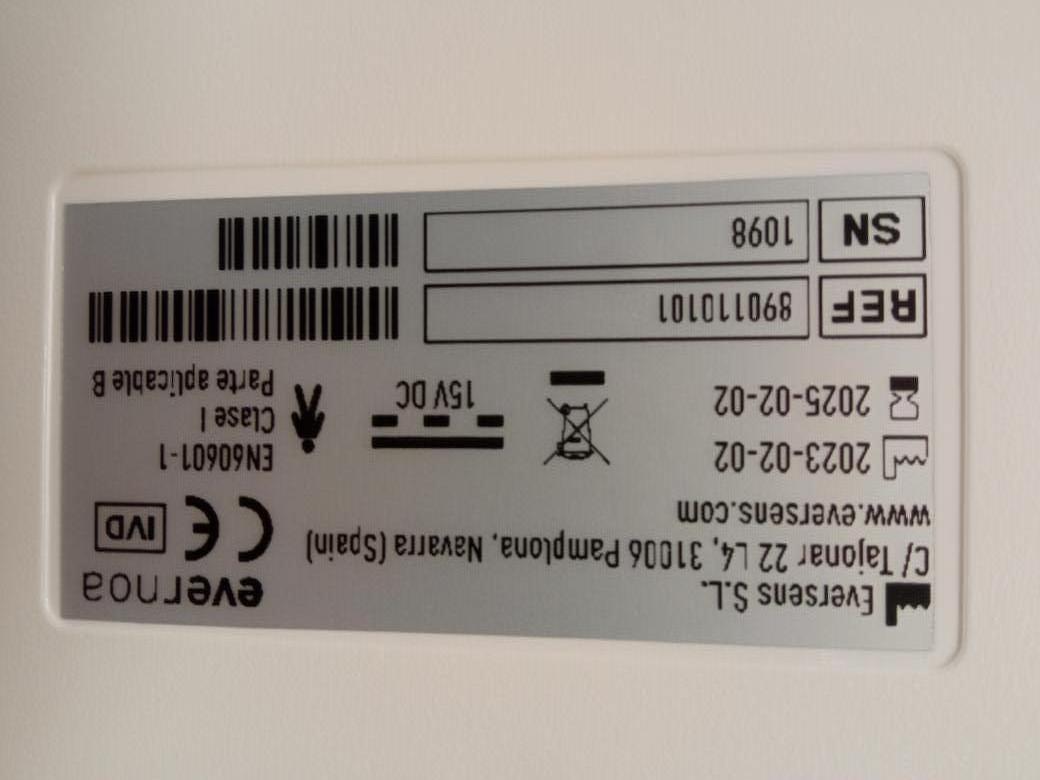 Eversens S.L.
C/ Tajonar 22 L4, 31006 Pamplona, Navarra (Spain)
www.eversens.com
evernoa
CE IVD
2023-02-02
2025-02-02
15V DC
EN60601-1
Clase I
Parte aplicable B
REF 890110101
SN 1098